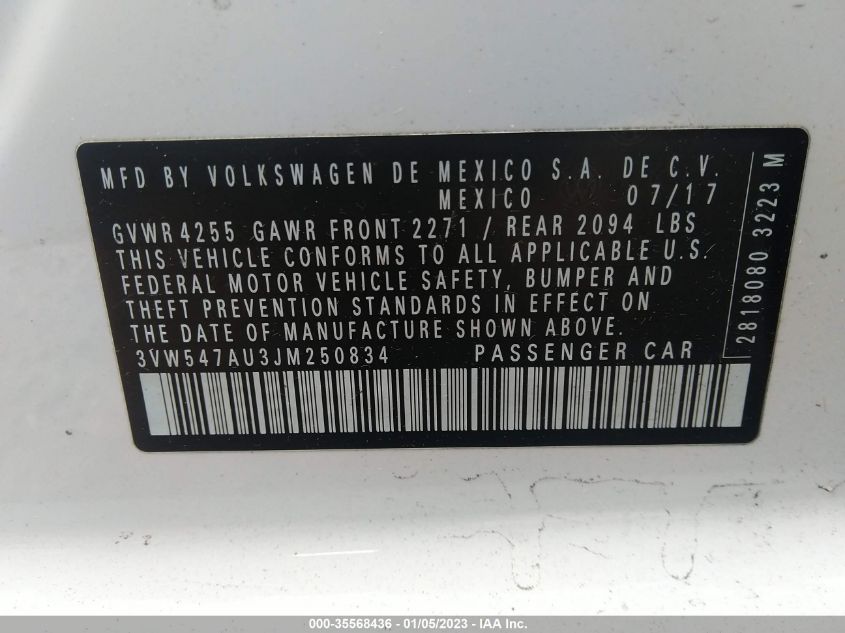 MFD BY VOLKSWAGEN DE MEXICO S.A. DE C.V.
MEXICO 07/17
GVWR 4255 GAWR FRONT 2271 / REAR 2094 LBS
THIS VEHICLE CONFORMS TO ALL APPLICABLE U.S.
FEDERAL MOTOR VEHICLE SAFETY, BUMPER AND
THEFT PREVENTION STANDARDS IN EFFECT ON
THE DATE OF MANUFACTURE SHOWN ABOVE.
3VW547AU3JM250834 PASSENGER CAR
2818080 3223 M
000-35568436 - 01/05/2023 - IAA Inc.